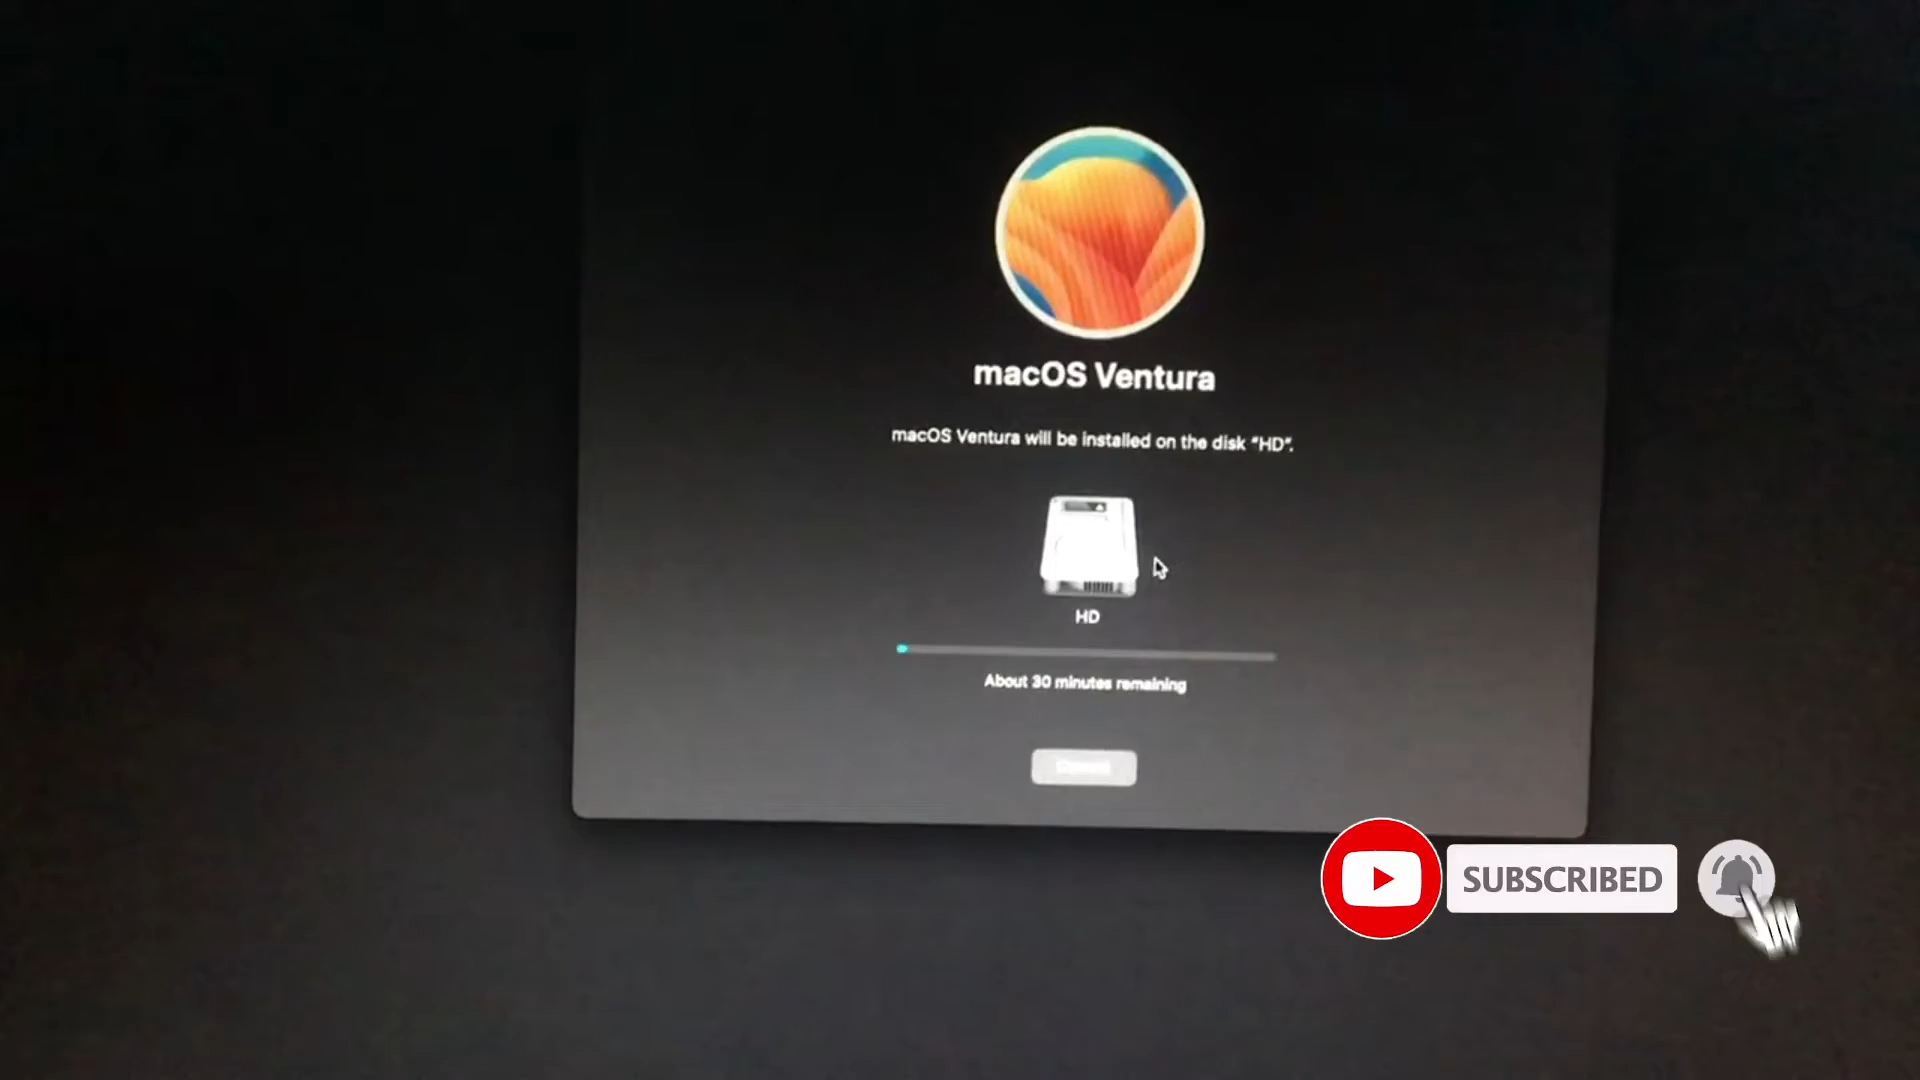 macOS Ventura
macOS Ventura will be installed on the disk “HD”.
HD
About 30 minutes remaining
SUBSCRIBED